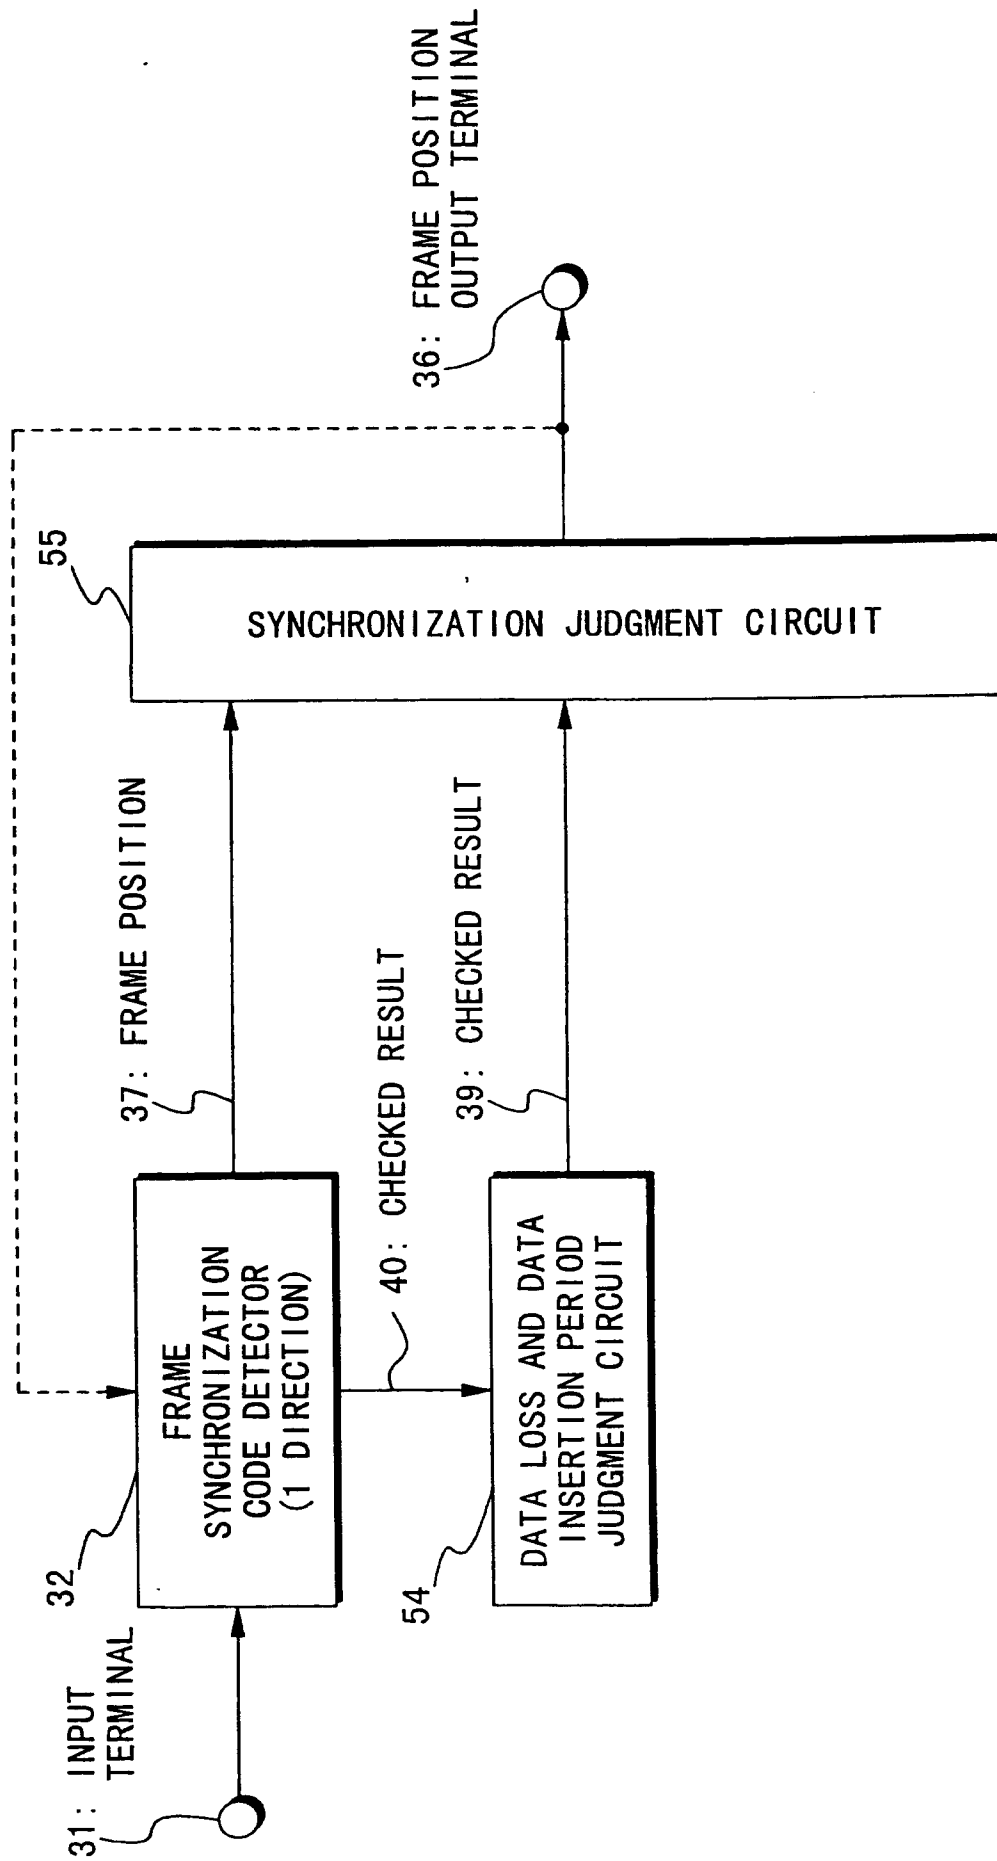 31: INPUT
TERMINAL
32
FRAME
SYNCHRONIZATION
CODE DETECTOR
(1 DIRECTION)
37: FRAME POSITION
40: CHECKED RESULT
54
DATA LOSS AND DATA
INSERTION PERIOD
JUDGMENT CIRCUIT
39: CHECKED RESULT
55
SYNCHRONIZATION JUDGMENT CIRCUIT
36: FRAME POSITION
OUTPUT TERMINAL